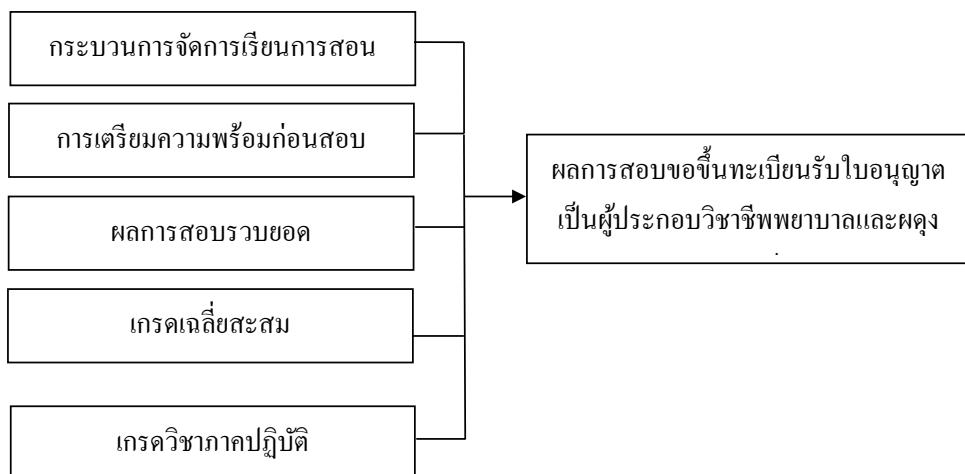 กระบวนการจัดการเรียนการสอน
การเตรียมความพร้อมก่อนสอบ
ผลการสอบรวบยอด
เกรดเฉลี่ยสะสม
เกรดวิชาภาคปฏิบัติ
ผลการสอบขอขึ้นทะเบียนรับใบอนุญาต
เป็นผู้ประกอบวิชาชีพพยาบาลและผดุง